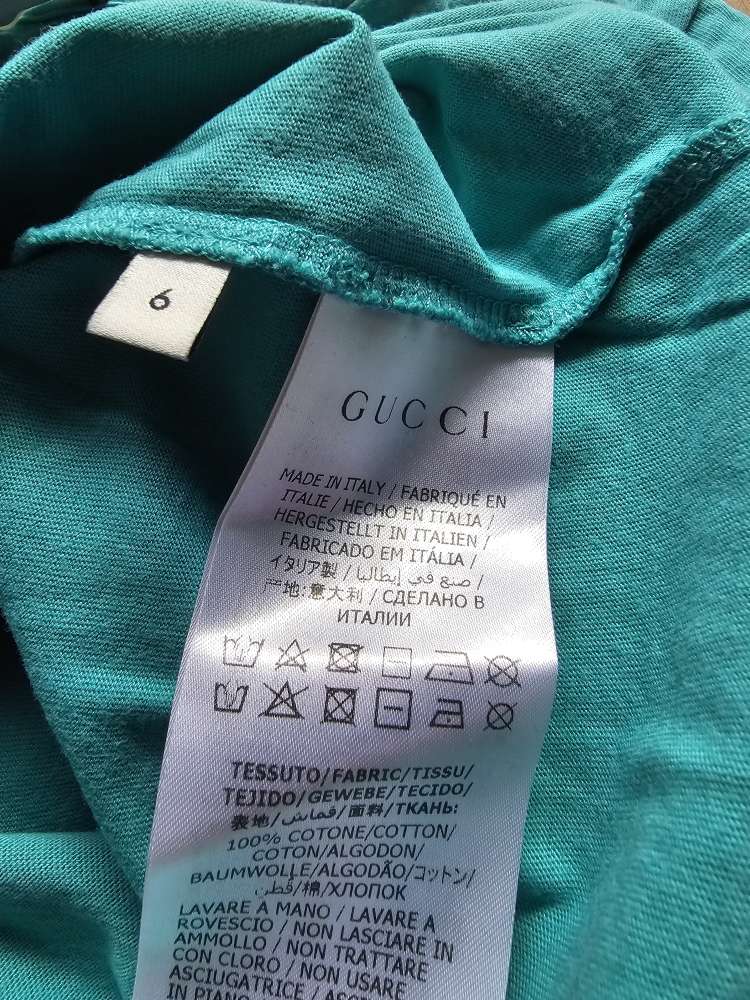 6
GUCCI
MADE IN ITALY / FABRIQUÉ EN
ITALIE / HECHO EN ITALIA /
HERGESTELLT IN ITALIEN /
FABRICADO EM ITÁLIA /
イタリア製 / صنع في إيطاليا /
产地:意大利 / СДЕЛАНО В
ИТАЛИИ
TESSUTO/FABRIC/TISSU/
TEJIDO/GEWEBE/TECIDO/
表地/قماش/面料/ТКАНЬ:
100% COTONE/COTTON/
COTON/ALGODON/
BAUMWOLLE/ALGODÃO/コットン/
قطن/棉/ХЛОПОК
LAVARE A MANO / LAVARE A
ROVESCIO / NON LASCIARE IN
AMMOLLO / NON TRATTARE
CON CLORO / NON USARE
ASCIUGATRICE /
IN PIANO